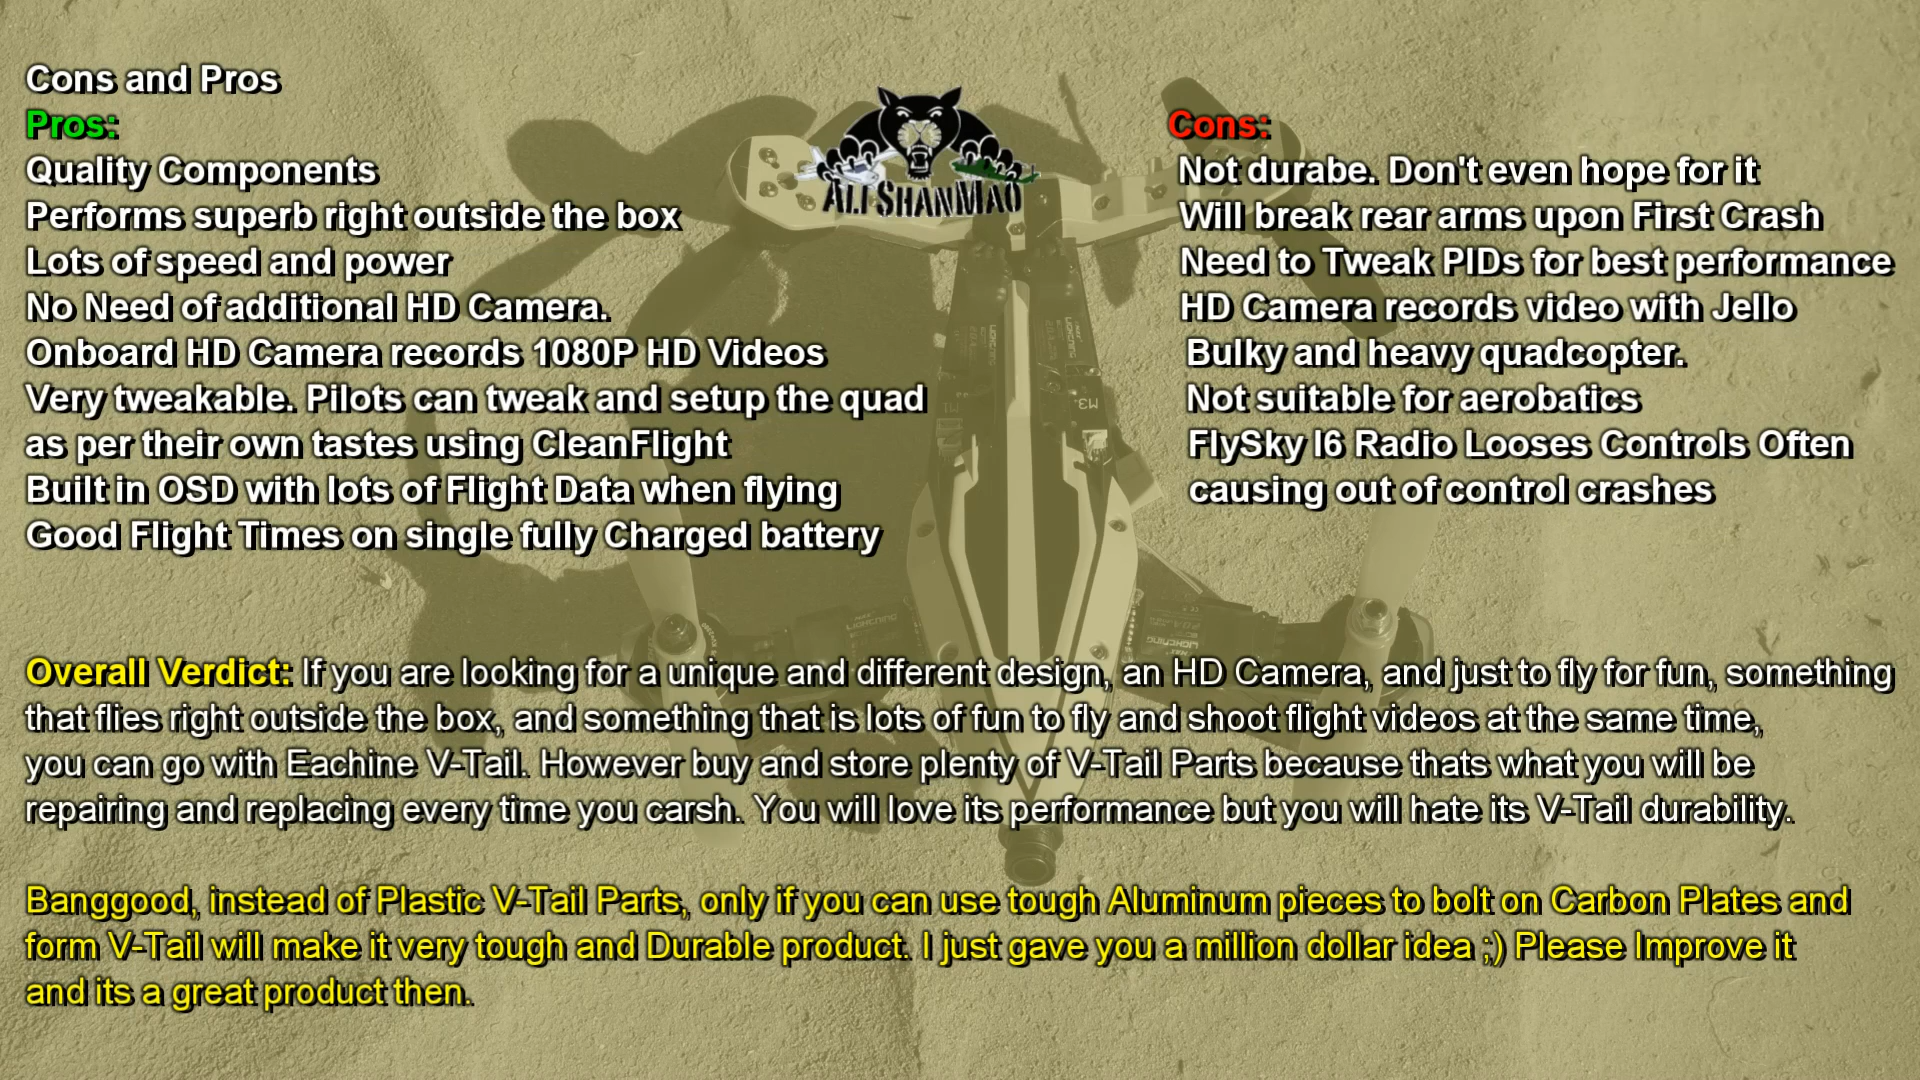 Cons and Pros
Pros:
Quality Components
Performs superb right outside the box
Lots of speed and power
No Need of additional HD Camera.
Onboard HD Camera records 1080P HD Videos
Very tweakable. Pilots can tweak and setup the quad
as per their own tastes using CleanFlight
Built in OSD with lots of Flight Data when flying
Good Flight Times on single fully Charged battery
ALISHANMAO
Cons:
Not durabe. Don't even hope for it
Will break rear arms upon First Crash
Need to Tweak PIDs for best performance
HD Camera records video with Jello
Bulky and heavy quadcopter.
Not suitable for aerobatics
FlySky I6 Radio Looses Controls Often
causing out of control crashes
M3
LIGHTNING
LIGHTNING
Overall Verdict: If you are looking for a unique and different design, an HD Camera, and just to fly for fun, something
that flies right outside the box, and something that is lots of fun to fly and shoot flight videos at the same time,
you can go with Eachine V-Tail. However buy and store plenty of V-Tail Parts because thats what you will be
repairing and replacing every time you carsh. You will love its performance but you will hate its V-Tail durability.
Banggood, instead of Plastic V-Tail Parts, only if you can use tough Aluminum pieces to bolt on Carbon Plates and
form V-Tail will make it very tough and Durable product. I just gave you a million dollar idea ;) Please Improve it
and its a great product then.